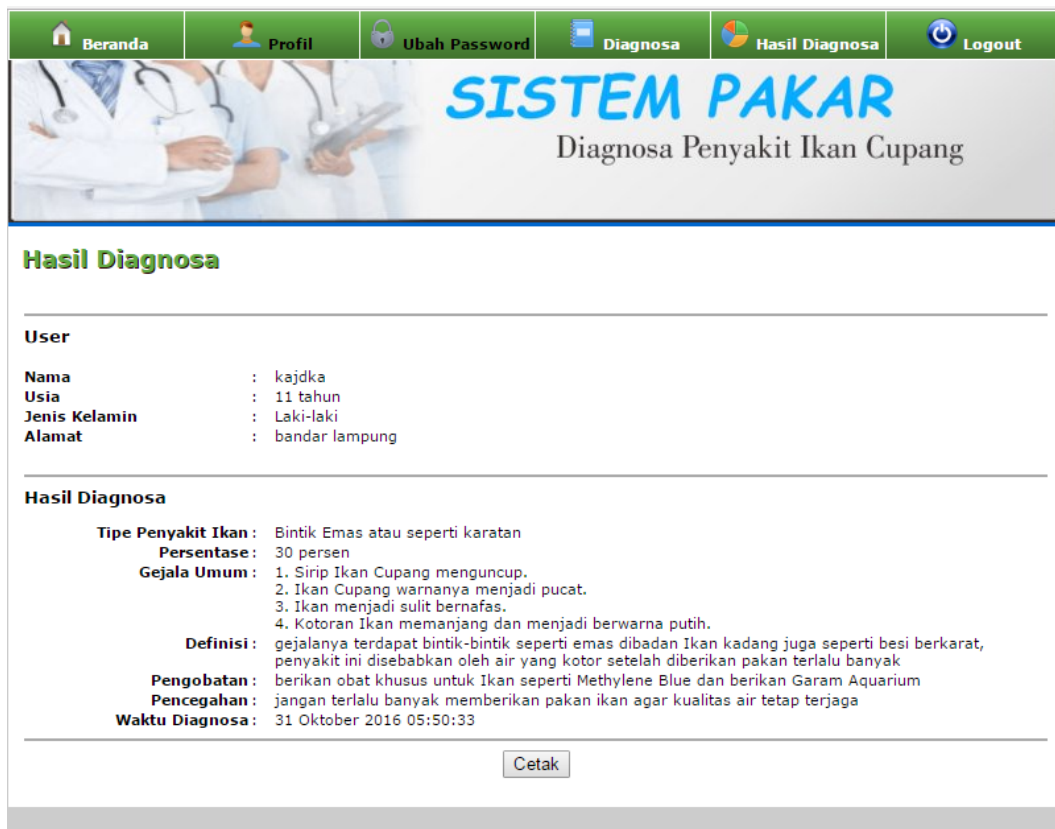 Beranda Profil Ubah Password Diagnosa Hasil Diagnosa Logout
SISTEM PAKAR
Diagnosa Penyakit Ikan Cupang
Hasil Diagnosa
User
Nama : kajdka
Usia : 11 tahun
Jenis Kelamin : Laki-laki
Alamat : bandar lampung
Hasil Diagnosa
Tipe Penyakit Ikan : Bintik Emas atau seperti karatan
Persentase : 30 persen
Gejala Umum : 1. Sirip Ikan Cupang menguncup.
2. Ikan Cupang warnanya menjadi pucat.
3. Ikan menjadi sulit bernafas.
4. Kotoran Ikan memanjang dan menjadi berwarna putih.
Definisi : gejalanya terdapat bintik-bintik seperti emas dibadan Ikan kadang juga seperti besi berkarat,
penyakit ini disebabkan oleh air yang kotor setelah diberikan pakan terlalu banyak
Pengobatan : berikan obat khusus untuk Ikan seperti Methylene Blue dan berikan Garam Aquarium
Pencegahan : jangan terlalu banyak memberikan pakan ikan agar kualitas air tetap terjaga
Waktu Diagnosa : 31 Oktober 2016 05:50:33
Cetak